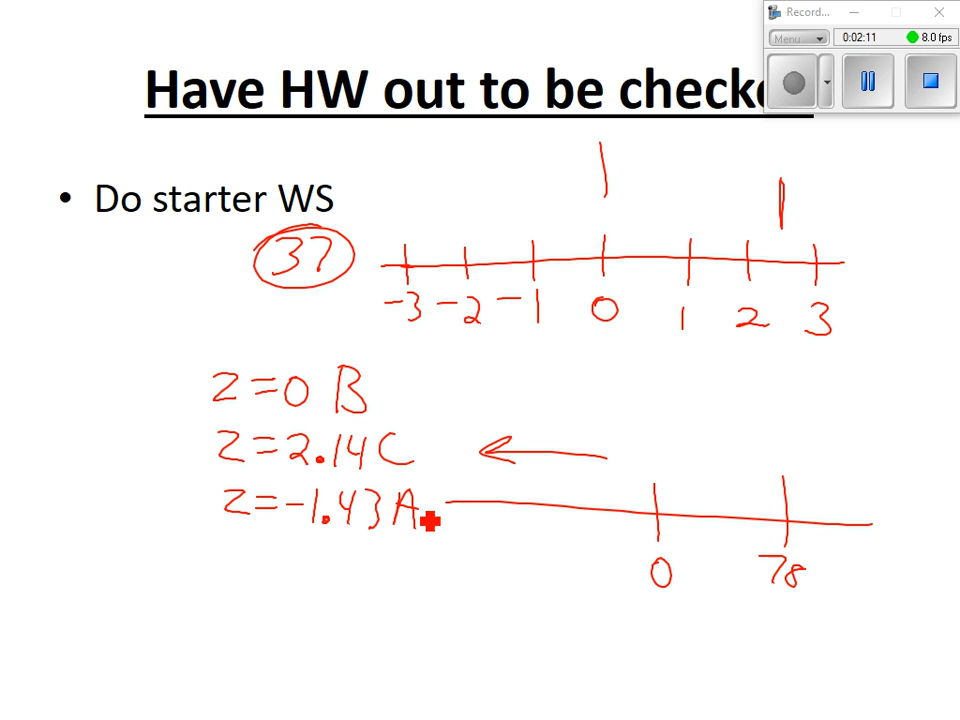 Record...
Menu
0:02:11
8.0 fps
Have HW out to be checke
• Do starter WS
37
-3 -2 -1 0 1 2 3
z=0 B
z=2.14 C
z=-1.43 A
0 78